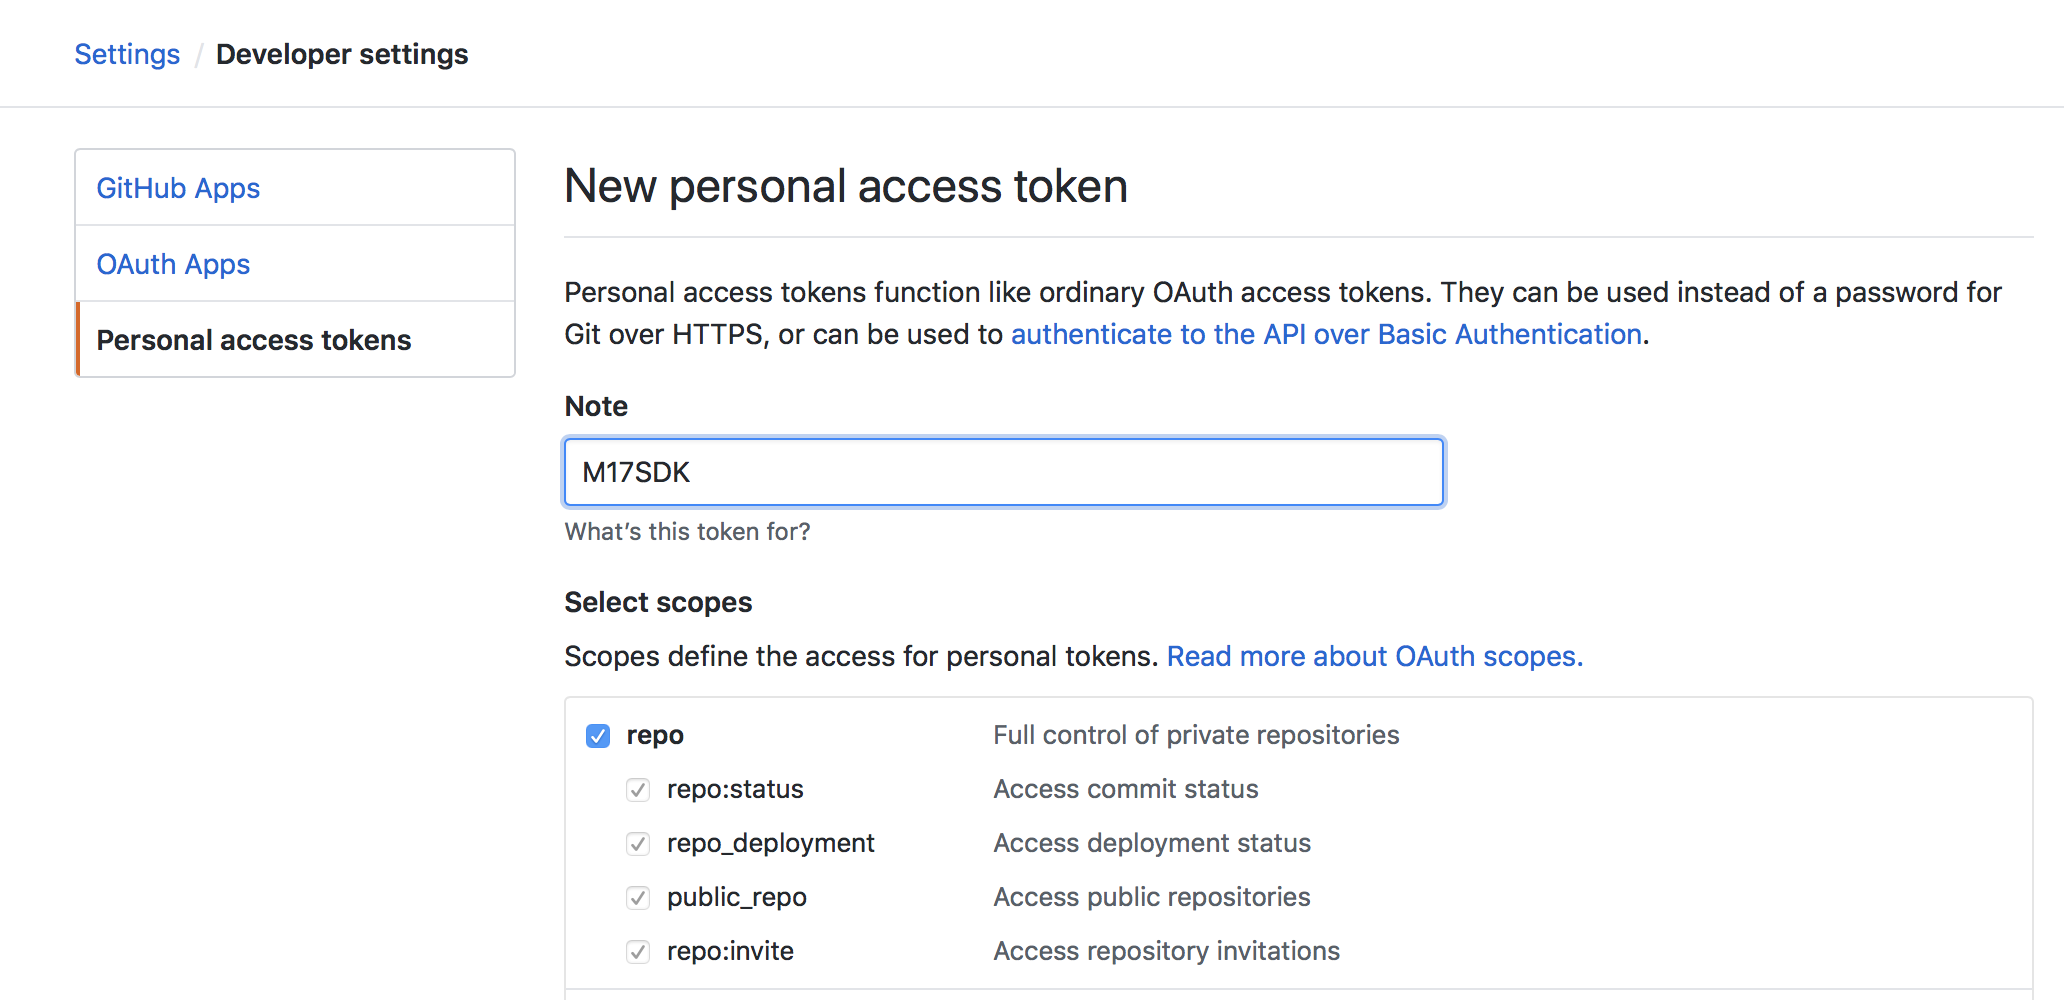 Settings / Developer settings
GitHub Apps
OAuth Apps
Personal access tokens
New personal access token
Personal access tokens function like ordinary OAuth access tokens. They can be used instead of a password for
Git over HTTPS, or can be used to authenticate to the API over Basic Authentication.
Note
M17SDK
What's this token for?
Select scopes
Scopes define the access for personal tokens. Read more about OAuth scopes.
repo Full control of private repositories
repo:status Access commit status
repo_deployment Access deployment status
public_repo Access public repositories
repo:invite Access repository invitations